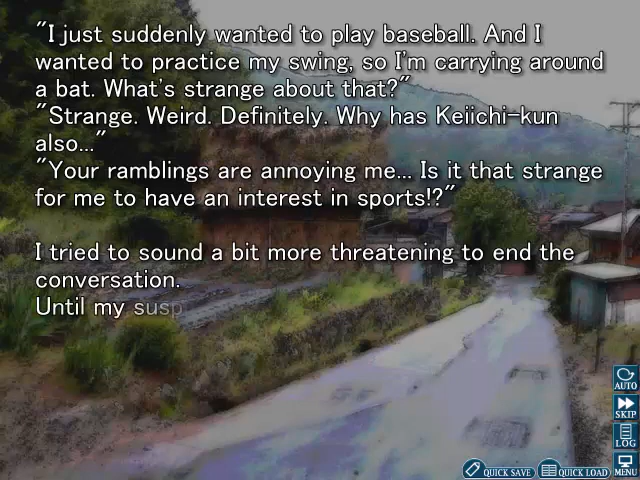 "I just suddenly wanted to play baseball. And I
wanted to practice my swing, so I'm carrying around
a bat. What's strange about that?"
"Strange. Weird. Definitely. Why has Keiichi-kun
also..."
"Your ramblings are annoying me... Is it that strange
for me to have an interest in sports!?"
I tried to sound a bit more threatening to end the
conversation.
Until my susp
AUTO
SKIP
LOG
MENU
QUICK SAVE
QUICK LOAD